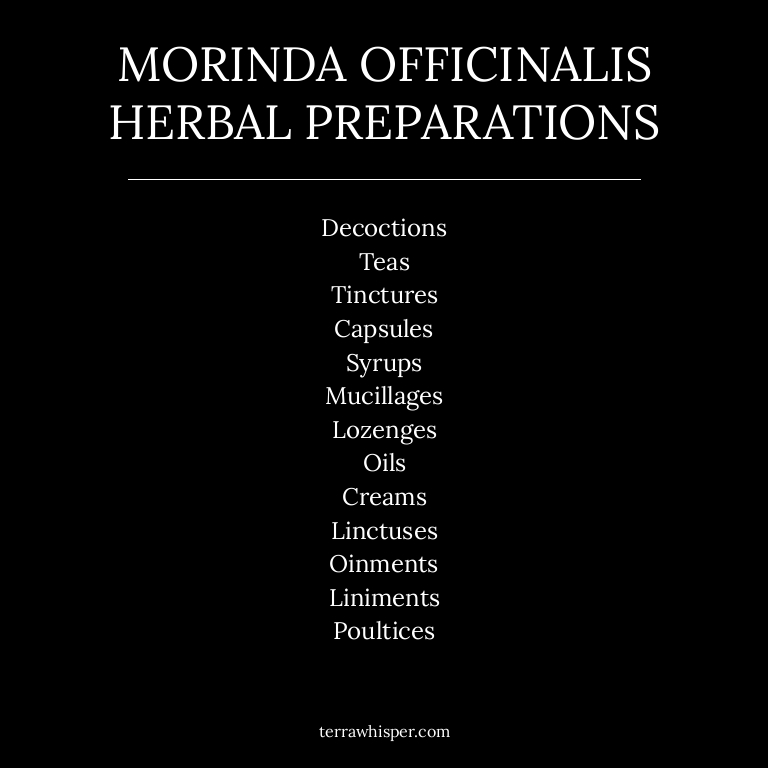 MORINDA OFFICINALIS
HERBAL PREPARATIONS
Decoctions
Teas
Tinctures
Capsules
Syrups
Mucillages
Lozenges
Oils
Creams
Linctuses
Oinments
Liniments
Poultices
terrawhisper.com